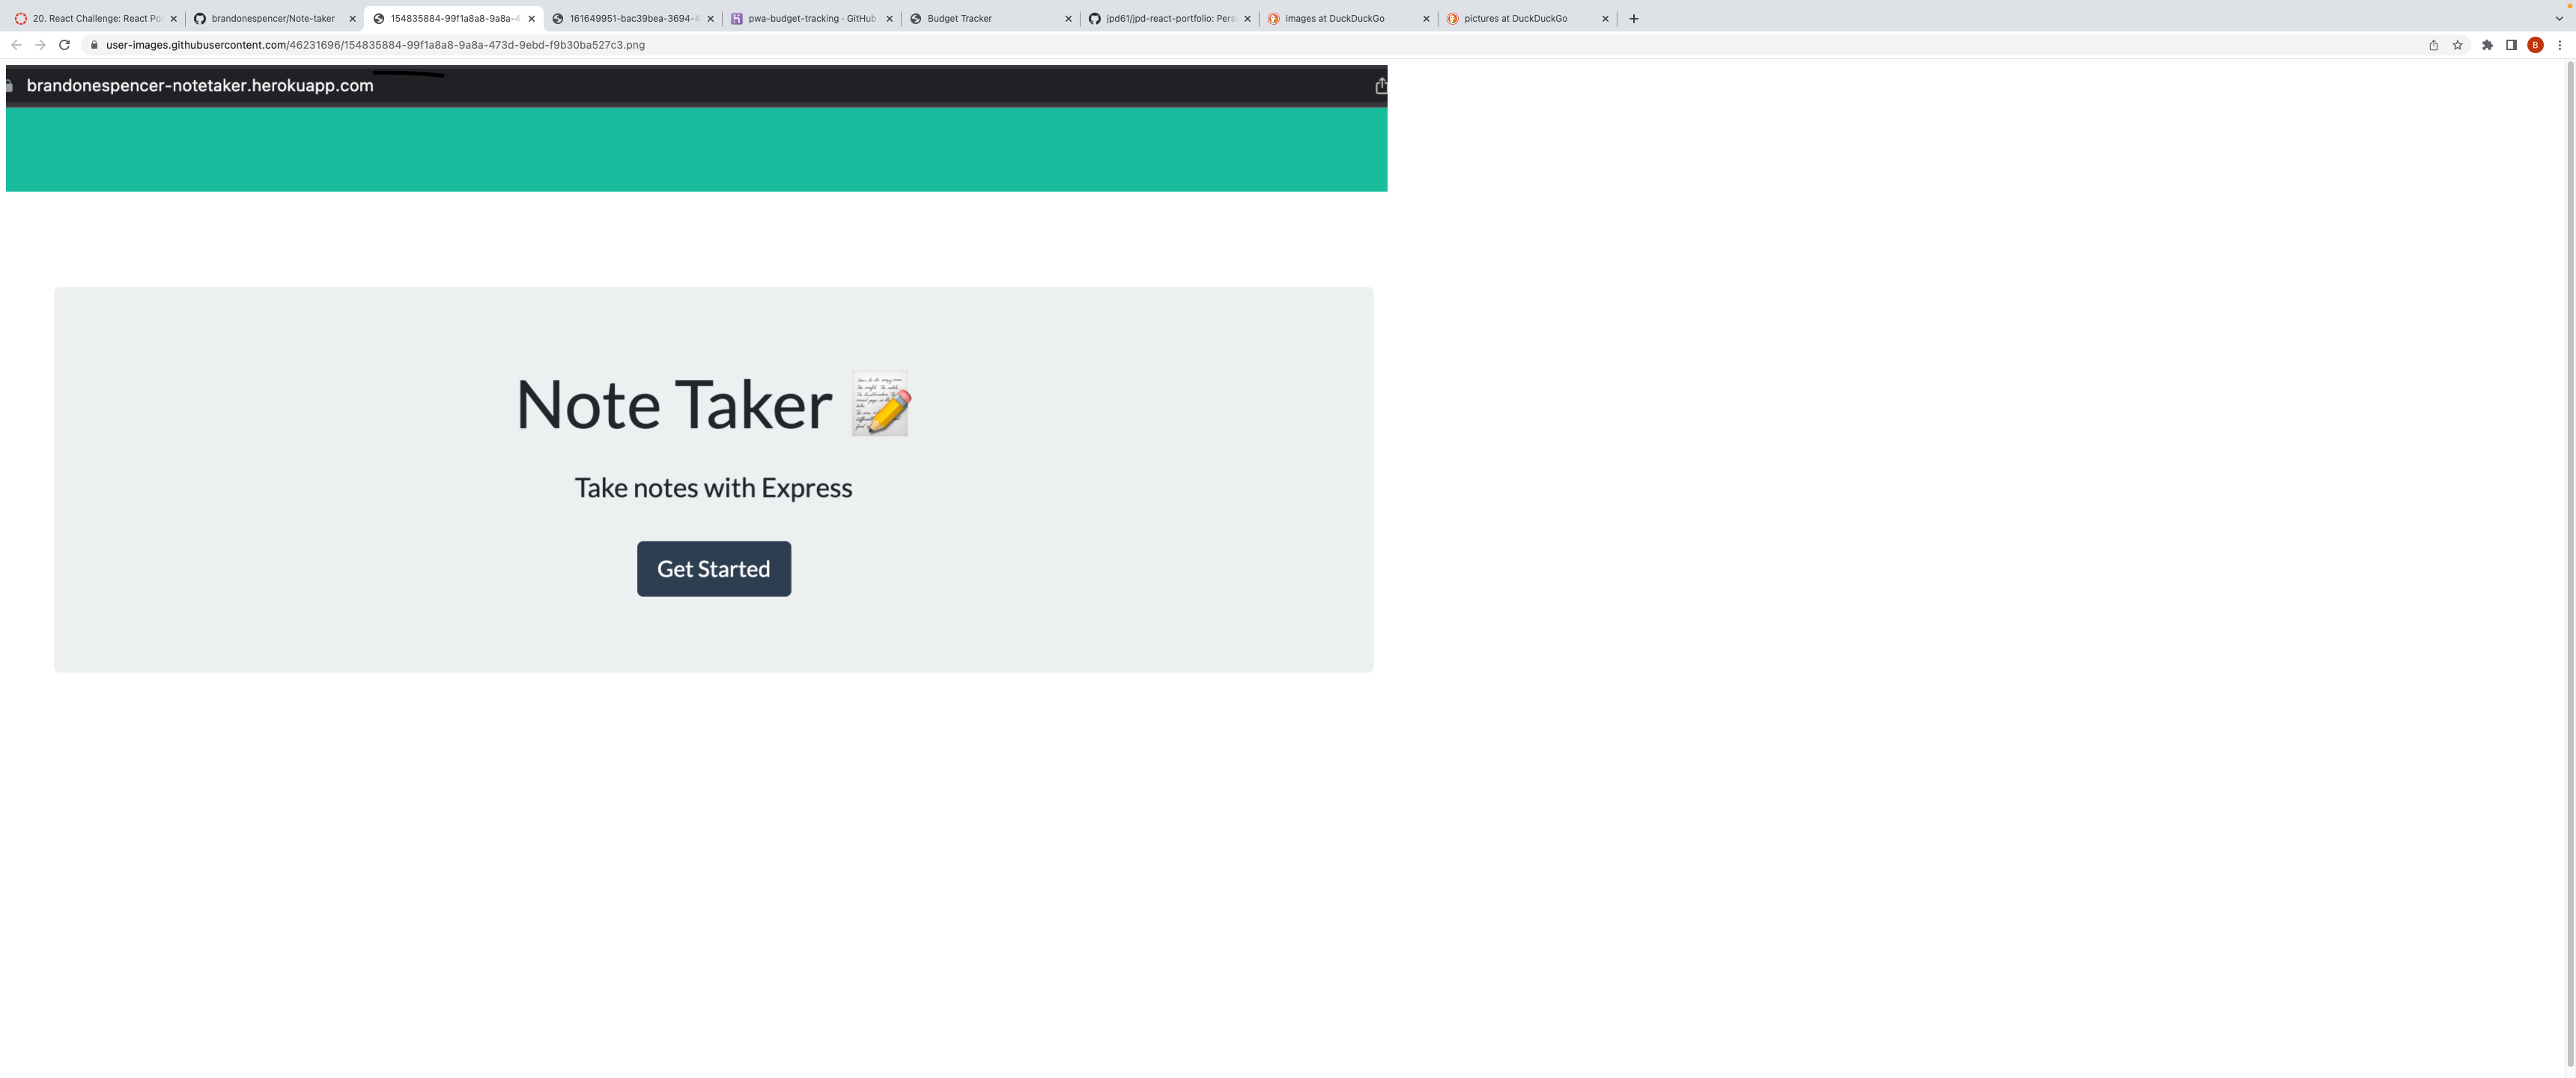 20. React Challenge: React Po
brandonespencer/Note-taker
154835884-99f1a8a8-9a8a-4
161649951-bac39bea-3694-4
pwa-budget-tracking · GitHub
Budget Tracker
jpd61/jpd-react-portfolio: Pers
images at DuckDuckGo
pictures at DuckDuckGo
user-images.githubusercontent.com/46231696/154835884-99f1a8a8-9a8a-473d-9ebd-f9b30ba527c3.png
B
brandonespencer-notetaker.herokuapp.com
Note Taker
Take notes with Express
Get Started